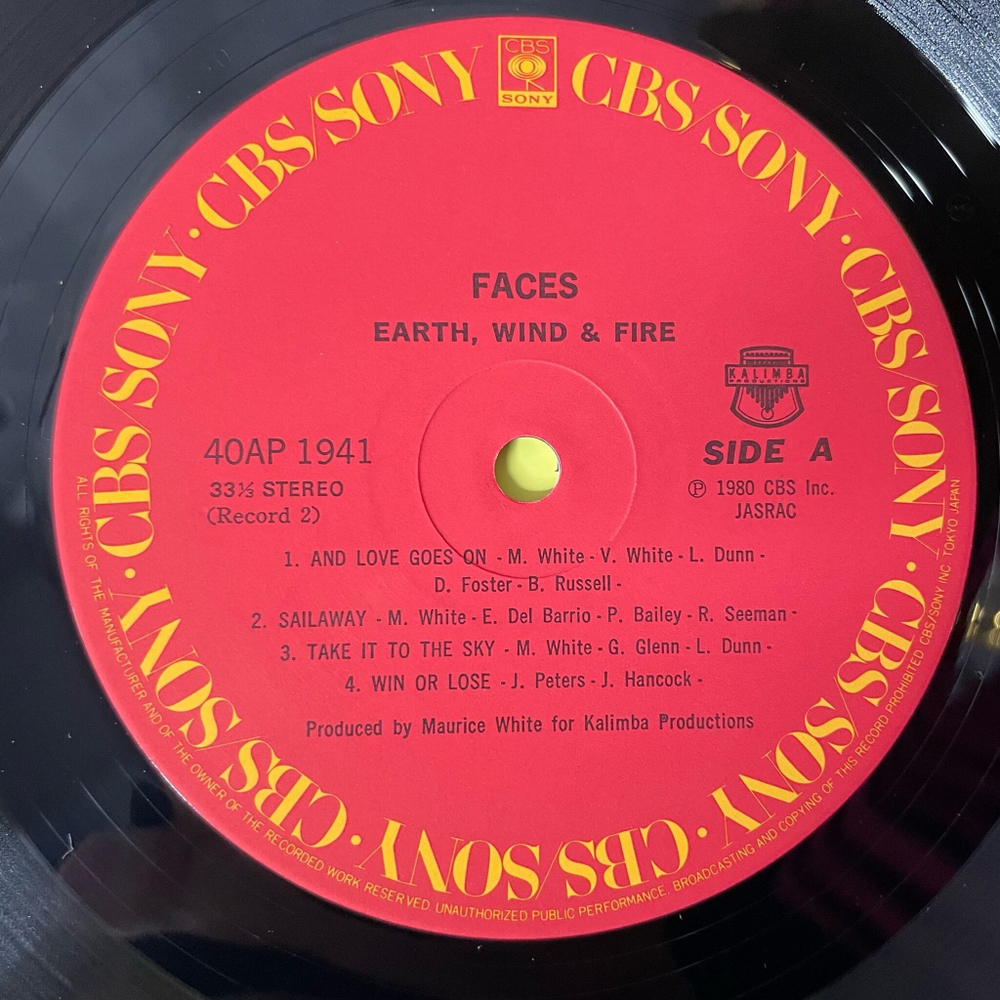 CBS
SONY
CBS/SONY · CBS/SONY · CBS/SONY · CBS/SONY · CBS/SONY · CBS/SONY · CBS/SONY · CBS/SONY
FACES
EARTH, WIND & FIRE
KALIMBA
PRODUCTIONS
40AP 1941
SIDE A
33⅓ STEREO
(Record 2)
Ⓟ 1980 CBS Inc.
JASRAC
1. AND LOVE GOES ON - M. White - V. White - L. Dunn -
D. Foster - B. Russell -
2. SAILAWAY - M. White - E. Del Barrio - P. Bailey - R. Seeman -
3. TAKE IT TO THE SKY - M. White - G. Glenn - L. Dunn -
4. WIN OR LOSE - J. Peters - J. Hancock -
Produced by Maurice White for Kalimba Productions
ALL RIGHTS OF THE MANUFACTURER AND OF THE OWNER OF THE RECORDED WORK RESERVED. UNAUTHORIZED PUBLIC PERFORMANCE, BROADCASTING AND COPYING OF THIS RECORD PROHIBITED CBS/SONY INC. TOKYO JAPAN